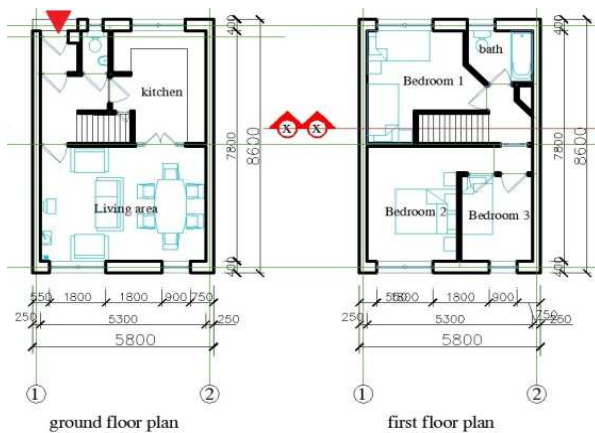 kitchen
Living area
400
7800
8600
400
550 1800 1800 900 750
250 5300 250
5800
1 2
ground floor plan
x x
bath
Bedroom 1
Bedroom 2
Bedroom 3
400
7800
8600
400
1800 900
750
250 5300 250
5800
1 2
first floor plan